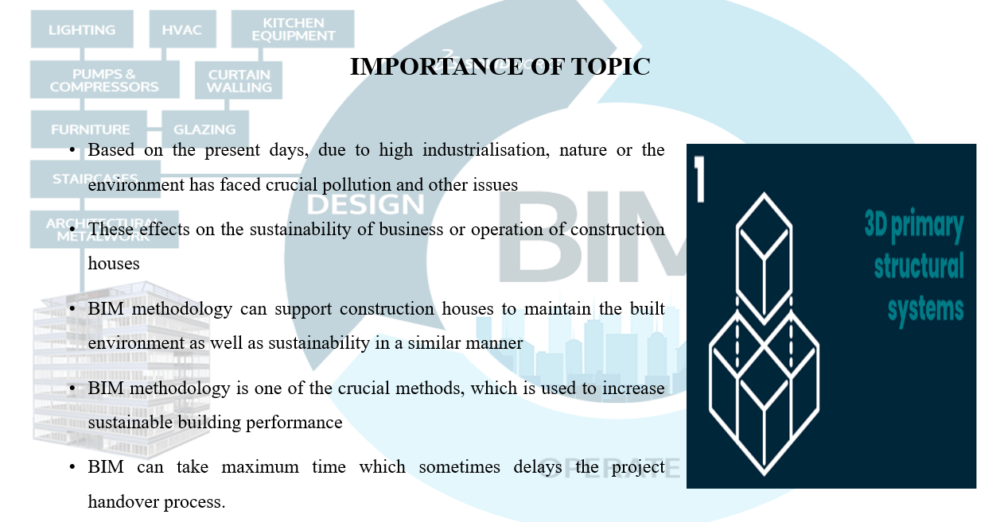 LIGHTING
HVAC
KITCHEN
EQUIPMENT
PUMPS &
COMPRESSORS
CURTAIN
WALLING
FURNITURE
GLAZING
STAIRCASES
ARCHITECTURAL
METALWORK
IMPORTANCE OF TOPIC
• Based on the present days, due to high industrialisation, nature or the
environment has faced crucial pollution and other issues
DESIGN
BIM
• These effects on the sustainability of business or operation of construction
houses
• BIM methodology can support construction houses to maintain the built
environment as well as sustainability in a similar manner
• BIM methodology is one of the crucial methods, which is used to increase
sustainable building performance
• BIM can take maximum time which sometimes delays the project
handover process.
OPERATE
1
3D primary
structural
systems